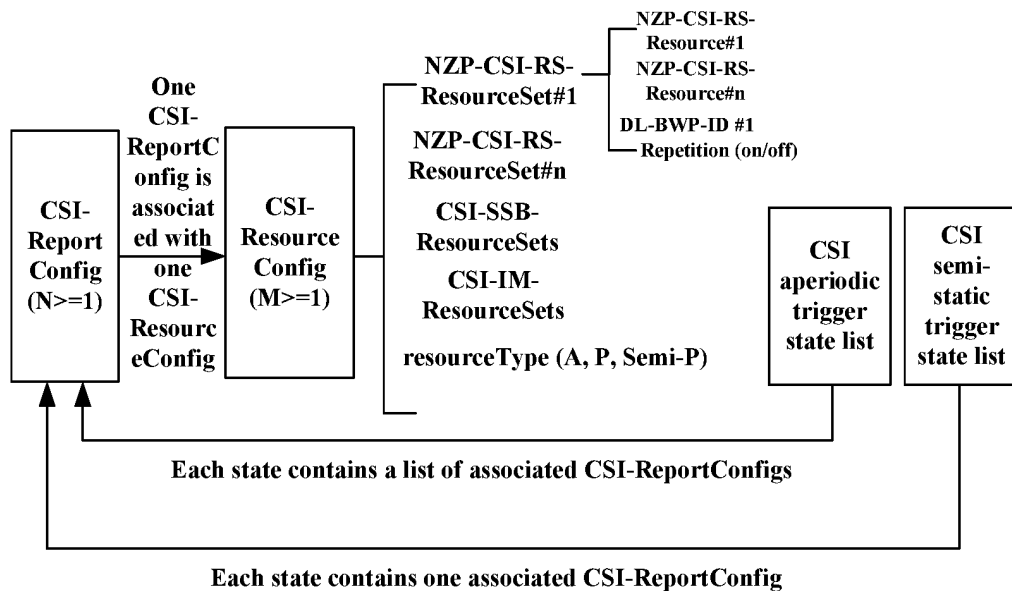 CSI-
Report
Config
(N>=1)
One
CSI-
ReportC
onfig is
associat
ed with
one
CSI-
Resourc
eConfig
CSI-
Resource
Config
(M>=1)
NZP-CSI-RS-
ResourceSet#1
NZP-CSI-RS-
ResourceSet#n
CSI-SSB-
ResourceSets
CSI-IM-
ResourceSets
resourceType (A, P, Semi-P)
NZP-CSI-RS-
Resource#1
NZP-CSI-RS-
Resource#n
DL-BWP-ID #1
Repetition (on/off)
CSI
aperiodic
trigger
state list
CSI
semi-
static
trigger
state list
Each state contains a list of associated CSI-ReportConfigs
Each state contains one associated CSI-ReportConfig